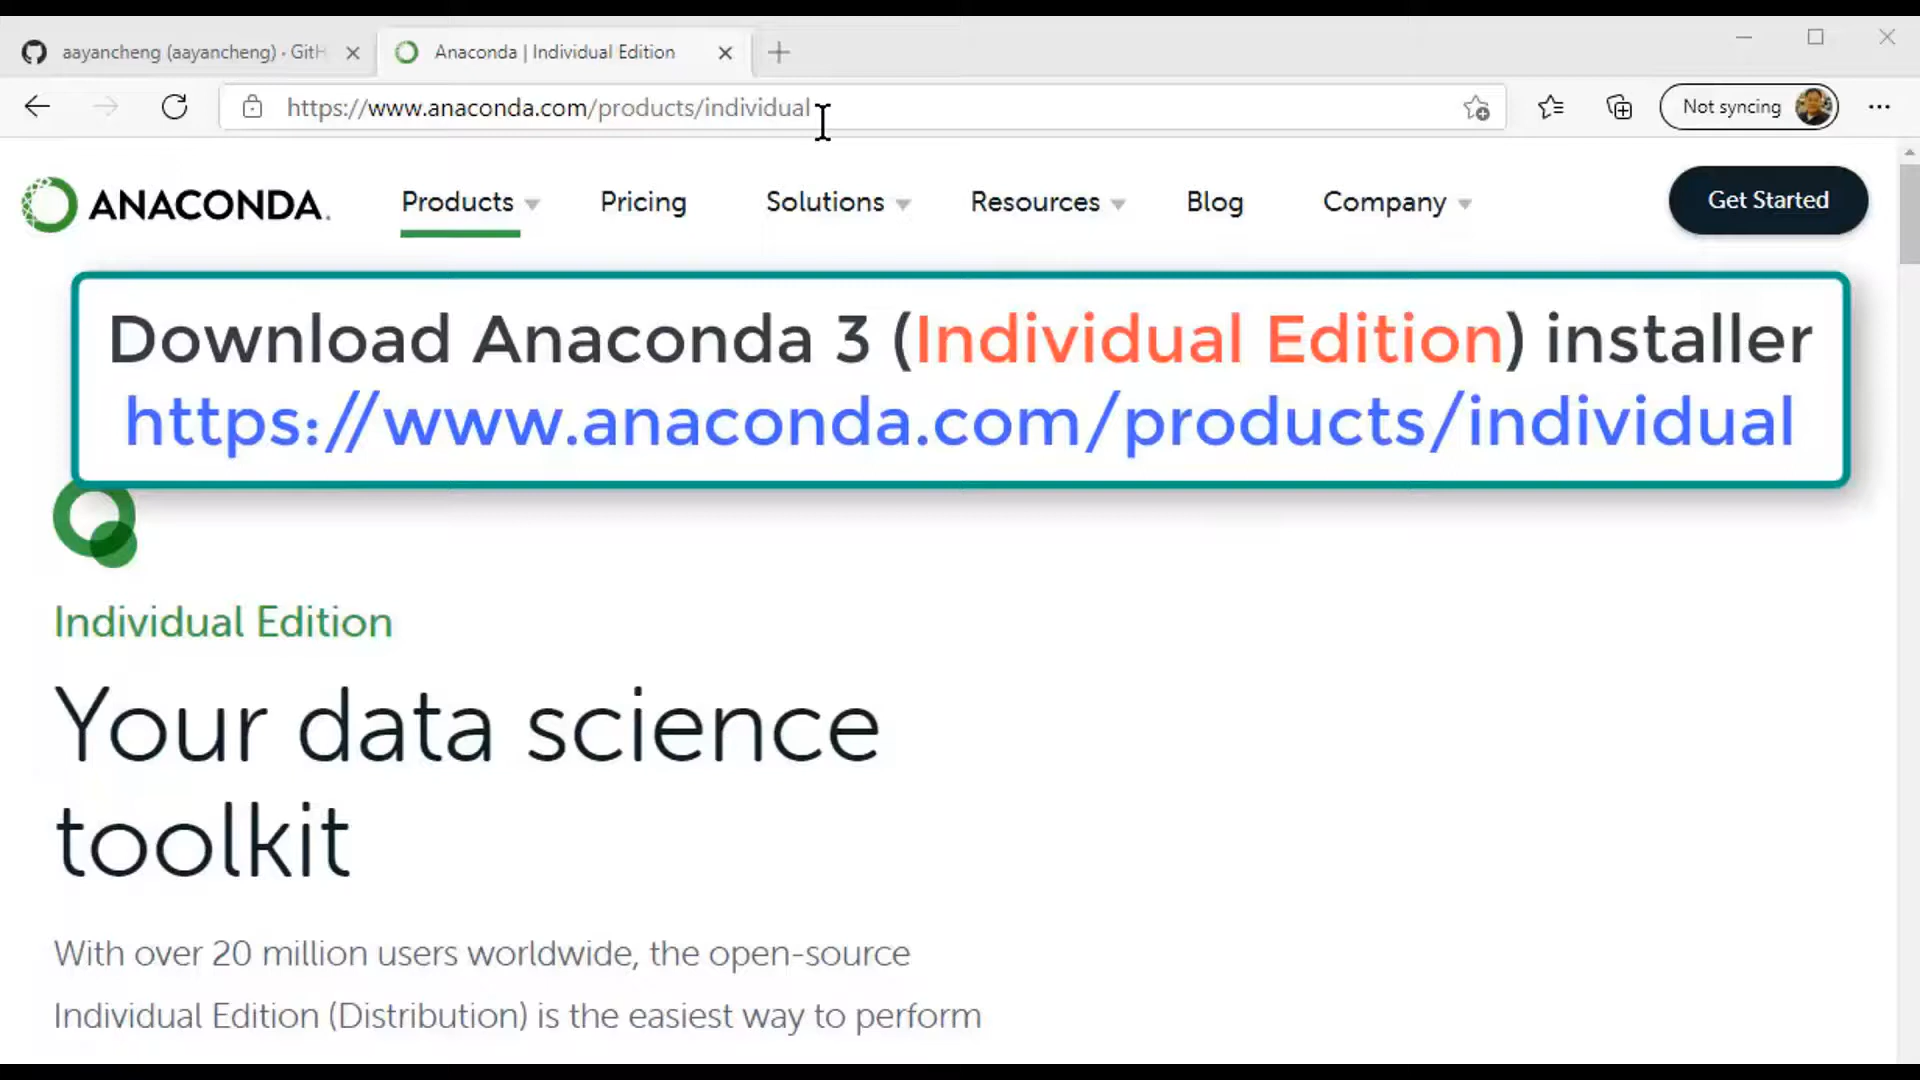 aayancheng (aayancheng) · GitH
Anaconda | Individual Edition
https://www.anaconda.com/products/individual
Not syncing
ANACONDA.
Products
Pricing
Solutions
Resources
Blog
Company
Get Started
Download Anaconda 3 (Individual Edition) installer
https://www.anaconda.com/products/individual
Individual Edition
Your data science
toolkit
With over 20 million users worldwide, the open-source
Individual Edition (Distribution) is the easiest way to perform